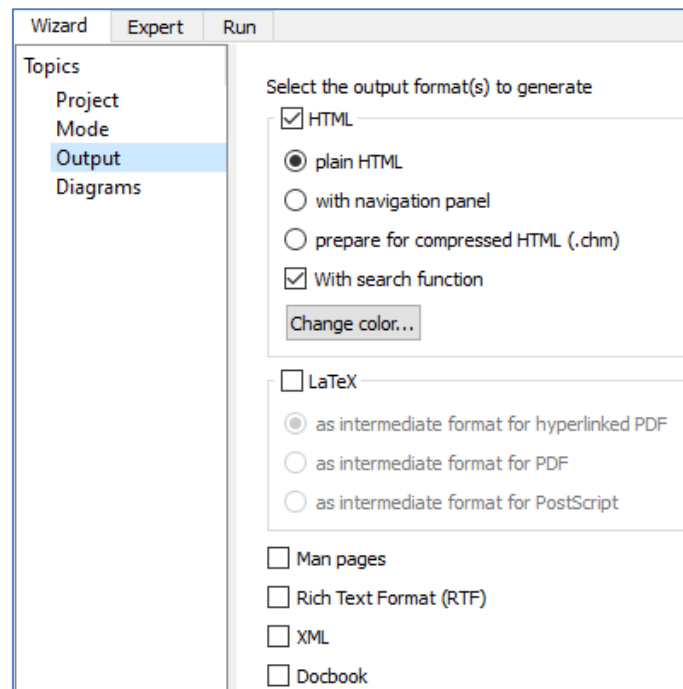 Wizard Expert Run
Topics
Project
Mode
Output
Diagrams
Select the output format(s) to generate
HTML
plain HTML
with navigation panel
prepare for compressed HTML (.chm)
With search function
Change color...
LaTeX
as intermediate format for hyperlinked PDF
as intermediate format for PDF
as intermediate format for PostScript
Man pages
Rich Text Format (RTF)
XML
Docbook